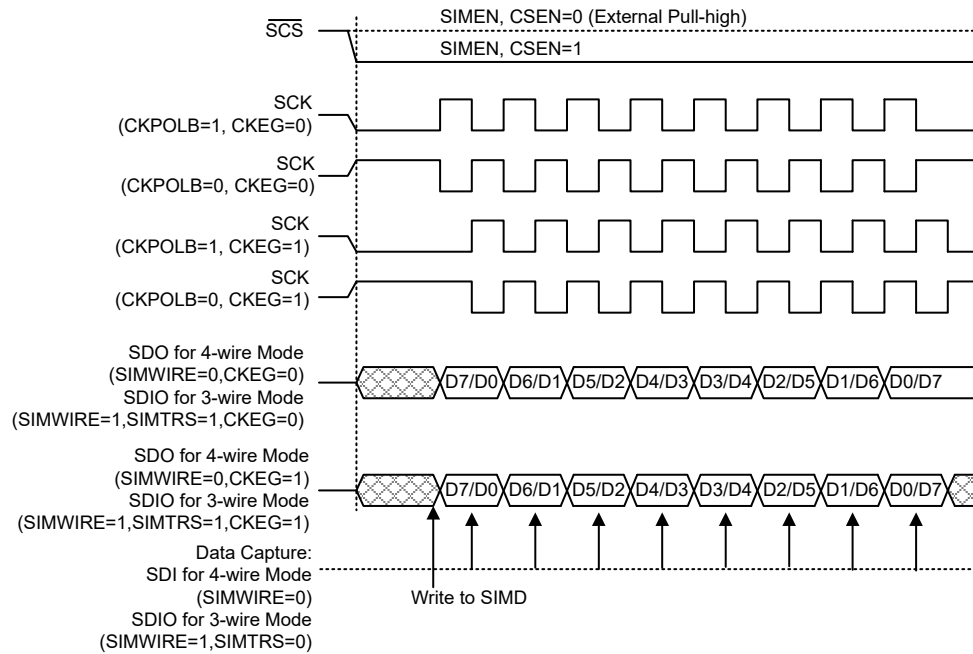 SIMEN, CSEN=0 (External Pull-high)
SCS
SIMEN, CSEN=1
SCK
(CKPOLB=1, CKEG=0)
SCK
(CKPOLB=0, CKEG=0)
SCK
(CKPOLB=1, CKEG=1)
SCK
(CKPOLB=0, CKEG=1)
SDO for 4-wire Mode
(SIMWIRE=0,CKEG=0)
SDIO for 3-wire Mode
(SIMWIRE=1,SIMTRS=1,CKEG=0)
D7/D0 D6/D1 D5/D2 D4/D3 D3/D4 D2/D5 D1/D6 D0/D7
SDO for 4-wire Mode
(SIMWIRE=0,CKEG=1)
SDIO for 3-wire Mode
(SIMWIRE=1,SIMTRS=1,CKEG=1)
D7/D0 D6/D1 D5/D2 D4/D3 D3/D4 D2/D5 D1/D6 D0/D7
Data Capture:
SDI for 4-wire Mode
(SIMWIRE=0)
SDIO for 3-wire Mode
(SIMWIRE=1,SIMTRS=0)
Write to SIMD